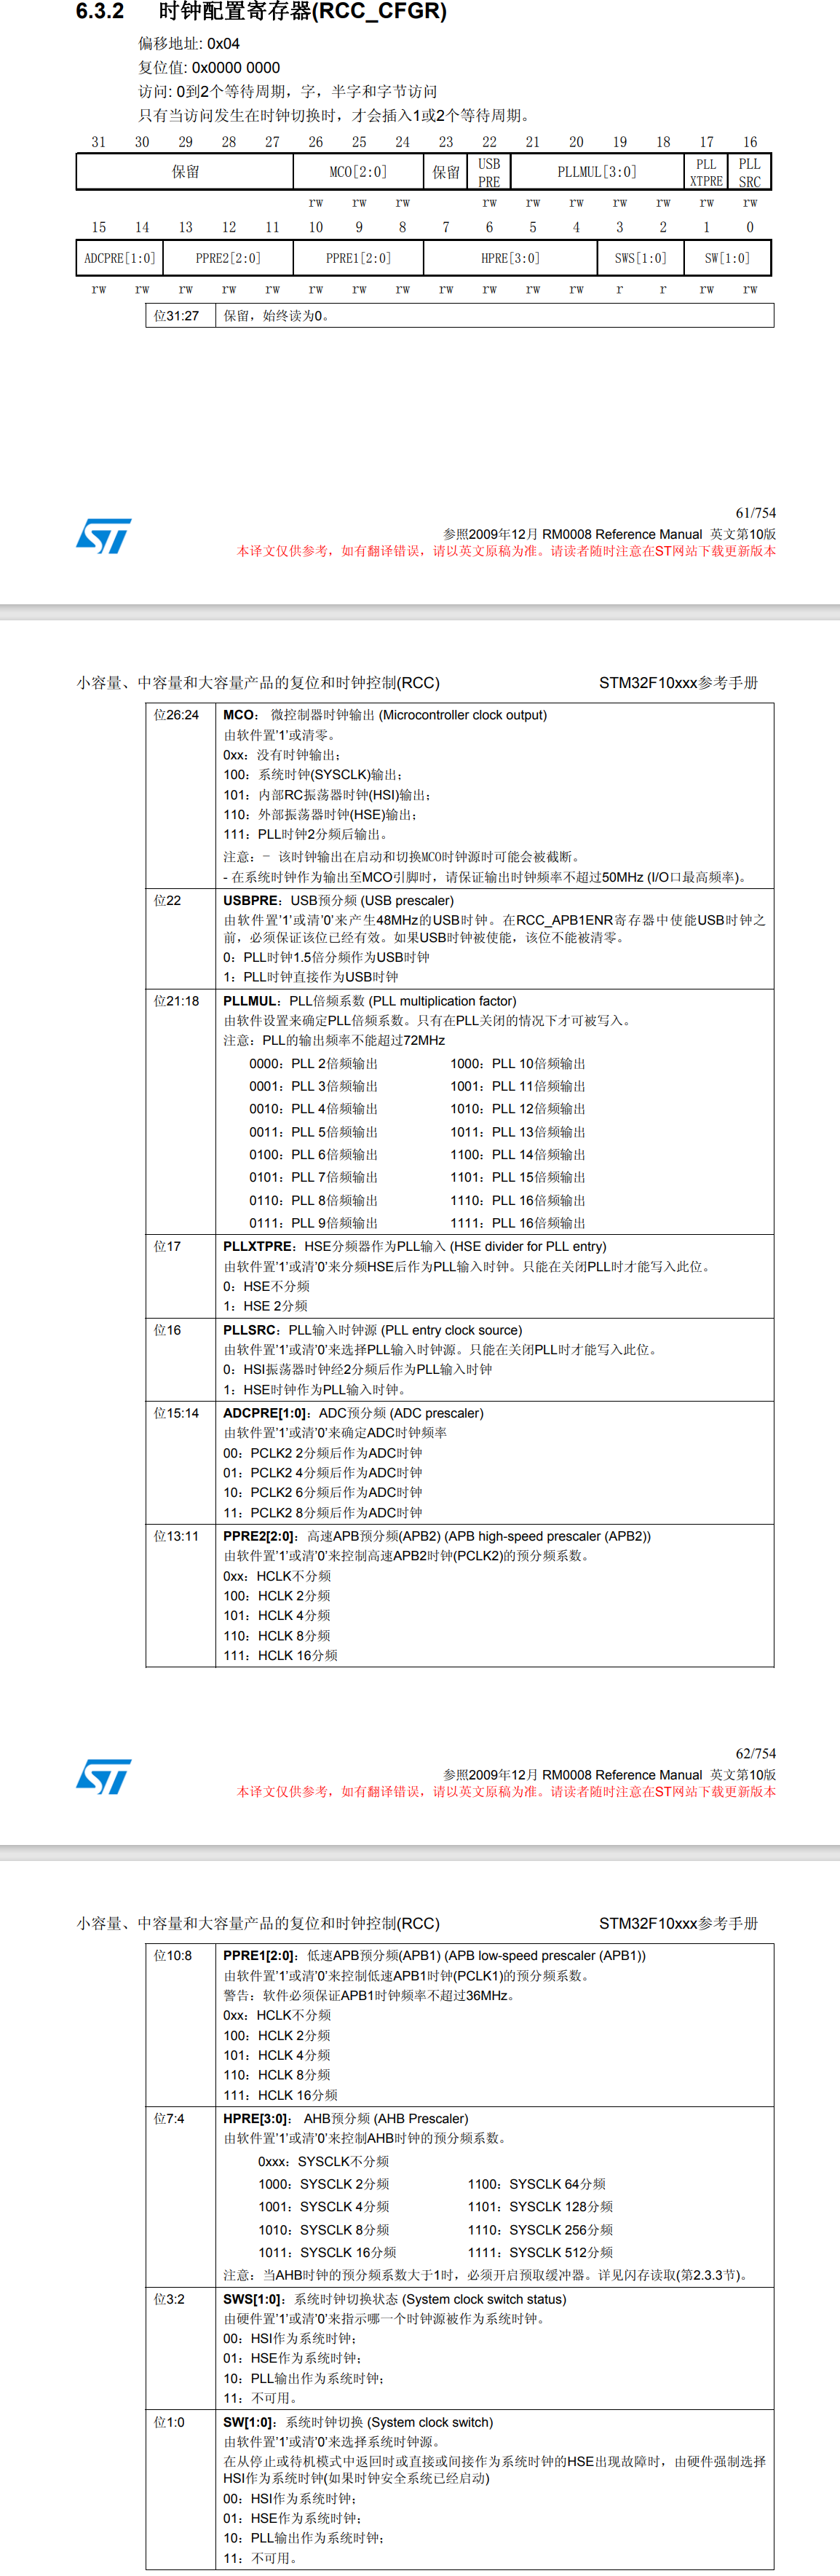 6.3.2 时钟配置寄存器(RCC_CFGR)
偏移地址: 0x04
复位值: 0x0000 0000
访问: 0到2个等待周期，字，半字和字节访问
只有当访问发生在时钟切换时，才会插入1或2个等待周期。
31 30 29 28 27 26 25 24 23 22 21 20 19 18 17 16
保留 MCO[2:0] 保留 USB PRE PLLMUL[3:0] PLL XTPRE PLL SRC
rw rw rw rw rw rw rw rw rw rw
15 14 13 12 11 10 9 8 7 6 5 4 3 2 1 0
ADCPRE[1:0] PPRE2[2:0] PPRE1[2:0] HPRE[3:0] SWS[1:0] SW[1:0]
rw rw rw rw rw rw rw rw rw rw rw rw r r rw rw
位31:27 保留，始终读为0。
61/754
参照2009年12月 RM0008 Reference Manual 英文第10版
本译文仅供参考，如有翻译错误，请以英文原稿为准。请读者随时注意在ST网站下载更新版本
小容量、中容量和大容量产品的复位和时钟控制(RCC) STM32F10xxx参考手册
位26:24 MCO： 微控制器时钟输出 (Microcontroller clock output)
由软件置'1'或清零。
0xx：没有时钟输出；
100：系统时钟(SYSCLK)输出；
101：内部RC振荡器时钟(HSI)输出；
110：外部振荡器时钟(HSE)输出；
111：PLL时钟2分频后输出。
注意：- 该时钟输出在启动和切换MCO时钟源时可能会被截断。
- 在系统时钟作为输出至MCO引脚时，请保证输出时钟频率不超过50MHz (I/O口最高频率)。
位22 USBPRE：USB预分频 (USB prescaler)
由软件置'1'或清'0'来产生48MHz的USB时钟。在RCC_APB1ENR寄存器中使能USB时钟之
前，必须保证该位已经有效。如果USB时钟被使能，该位不能被清零。
0：PLL时钟1.5倍分频作为USB时钟
1：PLL时钟直接作为USB时钟
位21:18 PLLMUL：PLL倍频系数 (PLL multiplication factor)
由软件设置来确定PLL倍频系数。只有在PLL关闭的情况下才可被写入。
注意：PLL的输出频率不能超过72MHz
0000：PLL 2倍频输出 1000：PLL 10倍频输出
0001：PLL 3倍频输出 1001：PLL 11倍频输出
0010：PLL 4倍频输出 1010：PLL 12倍频输出
0011：PLL 5倍频输出 1011：PLL 13倍频输出
0100：PLL 6倍频输出 1100：PLL 14倍频输出
0101：PLL 7倍频输出 1101：PLL 15倍频输出
0110：PLL 8倍频输出 1110：PLL 16倍频输出
0111：PLL 9倍频输出 1111：PLL 16倍频输出
位17 PLLXTPRE：HSE分频器作为PLL输入 (HSE divider for PLL entry)
由软件置'1'或清'0'来分频HSE后作为PLL输入时钟。只能在关闭PLL时才能写入此位。
0：HSE不分频
1：HSE 2分频
位16 PLLSRC：PLL输入时钟源 (PLL entry clock source)
由软件置'1'或清'0'来选择PLL输入时钟源。只能在关闭PLL时才能写入此位。
0：HSI振荡器时钟经2分频后作为PLL输入时钟
1：HSE时钟作为PLL输入时钟。
位15:14 ADCPRE[1:0]：ADC预分频 (ADC prescaler)
由软件置'1'或清'0'来确定ADC时钟频率
00：PCLK2 2分频后作为ADC时钟
01：PCLK2 4分频后作为ADC时钟
10：PCLK2 6分频后作为ADC时钟
11：PCLK2 8分频后作为ADC时钟
位13:11 PPRE2[2:0]：高速APB预分频(APB2) (APB high-speed prescaler (APB2))
由软件置'1'或清'0'来控制高速APB2时钟(PCLK2)的预分频系数。
0xx：HCLK不分频
100：HCLK 2分频
101：HCLK 4分频
110：HCLK 8分频
111：HCLK 16分频
62/754
参照2009年12月 RM0008 Reference Manual 英文第10版
本译文仅供参考，如有翻译错误，请以英文原稿为准。请读者随时注意在ST网站下载更新版本
小容量、中容量和大容量产品的复位和时钟控制(RCC) STM32F10xxx参考手册
位10:8 PPRE1[2:0]：低速APB预分频(APB1) (APB low-speed prescaler (APB1))
由软件置'1'或清'0'来控制低速APB1时钟(PCLK1)的预分频系数。
警告：软件必须保证APB1时钟频率不超过36MHz。
0xx：HCLK不分频
100：HCLK 2分频
101：HCLK 4分频
110：HCLK 8分频
111：HCLK 16分频
位7:4 HPRE[3:0]： AHB预分频 (AHB Prescaler)
由软件置'1'或清'0'来控制AHB时钟的预分频系数。
0xxx：SYSCLK不分频
1000：SYSCLK 2分频 1100：SYSCLK 64分频
1001：SYSCLK 4分频 1101：SYSCLK 128分频
1010：SYSCLK 8分频 1110：SYSCLK 256分频
1011：SYSCLK 16分频 1111：SYSCLK 512分频
注意：当AHB时钟的预分频系数大于1时，必须开启预取缓冲器。详见闪存读取(第2.3.3节)。
位3:2 SWS[1:0]：系统时钟切换状态 (System clock switch status)
由硬件置'1'或清'0'来指示哪一个时钟源被作为系统时钟。
00：HSI作为系统时钟；
01：HSE作为系统时钟；
10：PLL输出作为系统时钟；
11：不可用。
位1:0 SW[1:0]：系统时钟切换 (System clock switch)
由软件置'1'或清'0'来选择系统时钟源。
在从停止或待机模式中返回时或直接或间接作为系统时钟的HSE出现故障时，由硬件强制选择
HSI作为系统时钟(如果时钟安全系统已经启动)
00：HSI作为系统时钟；
01：HSE作为系统时钟；
10：PLL输出作为系统时钟；
11：不可用。